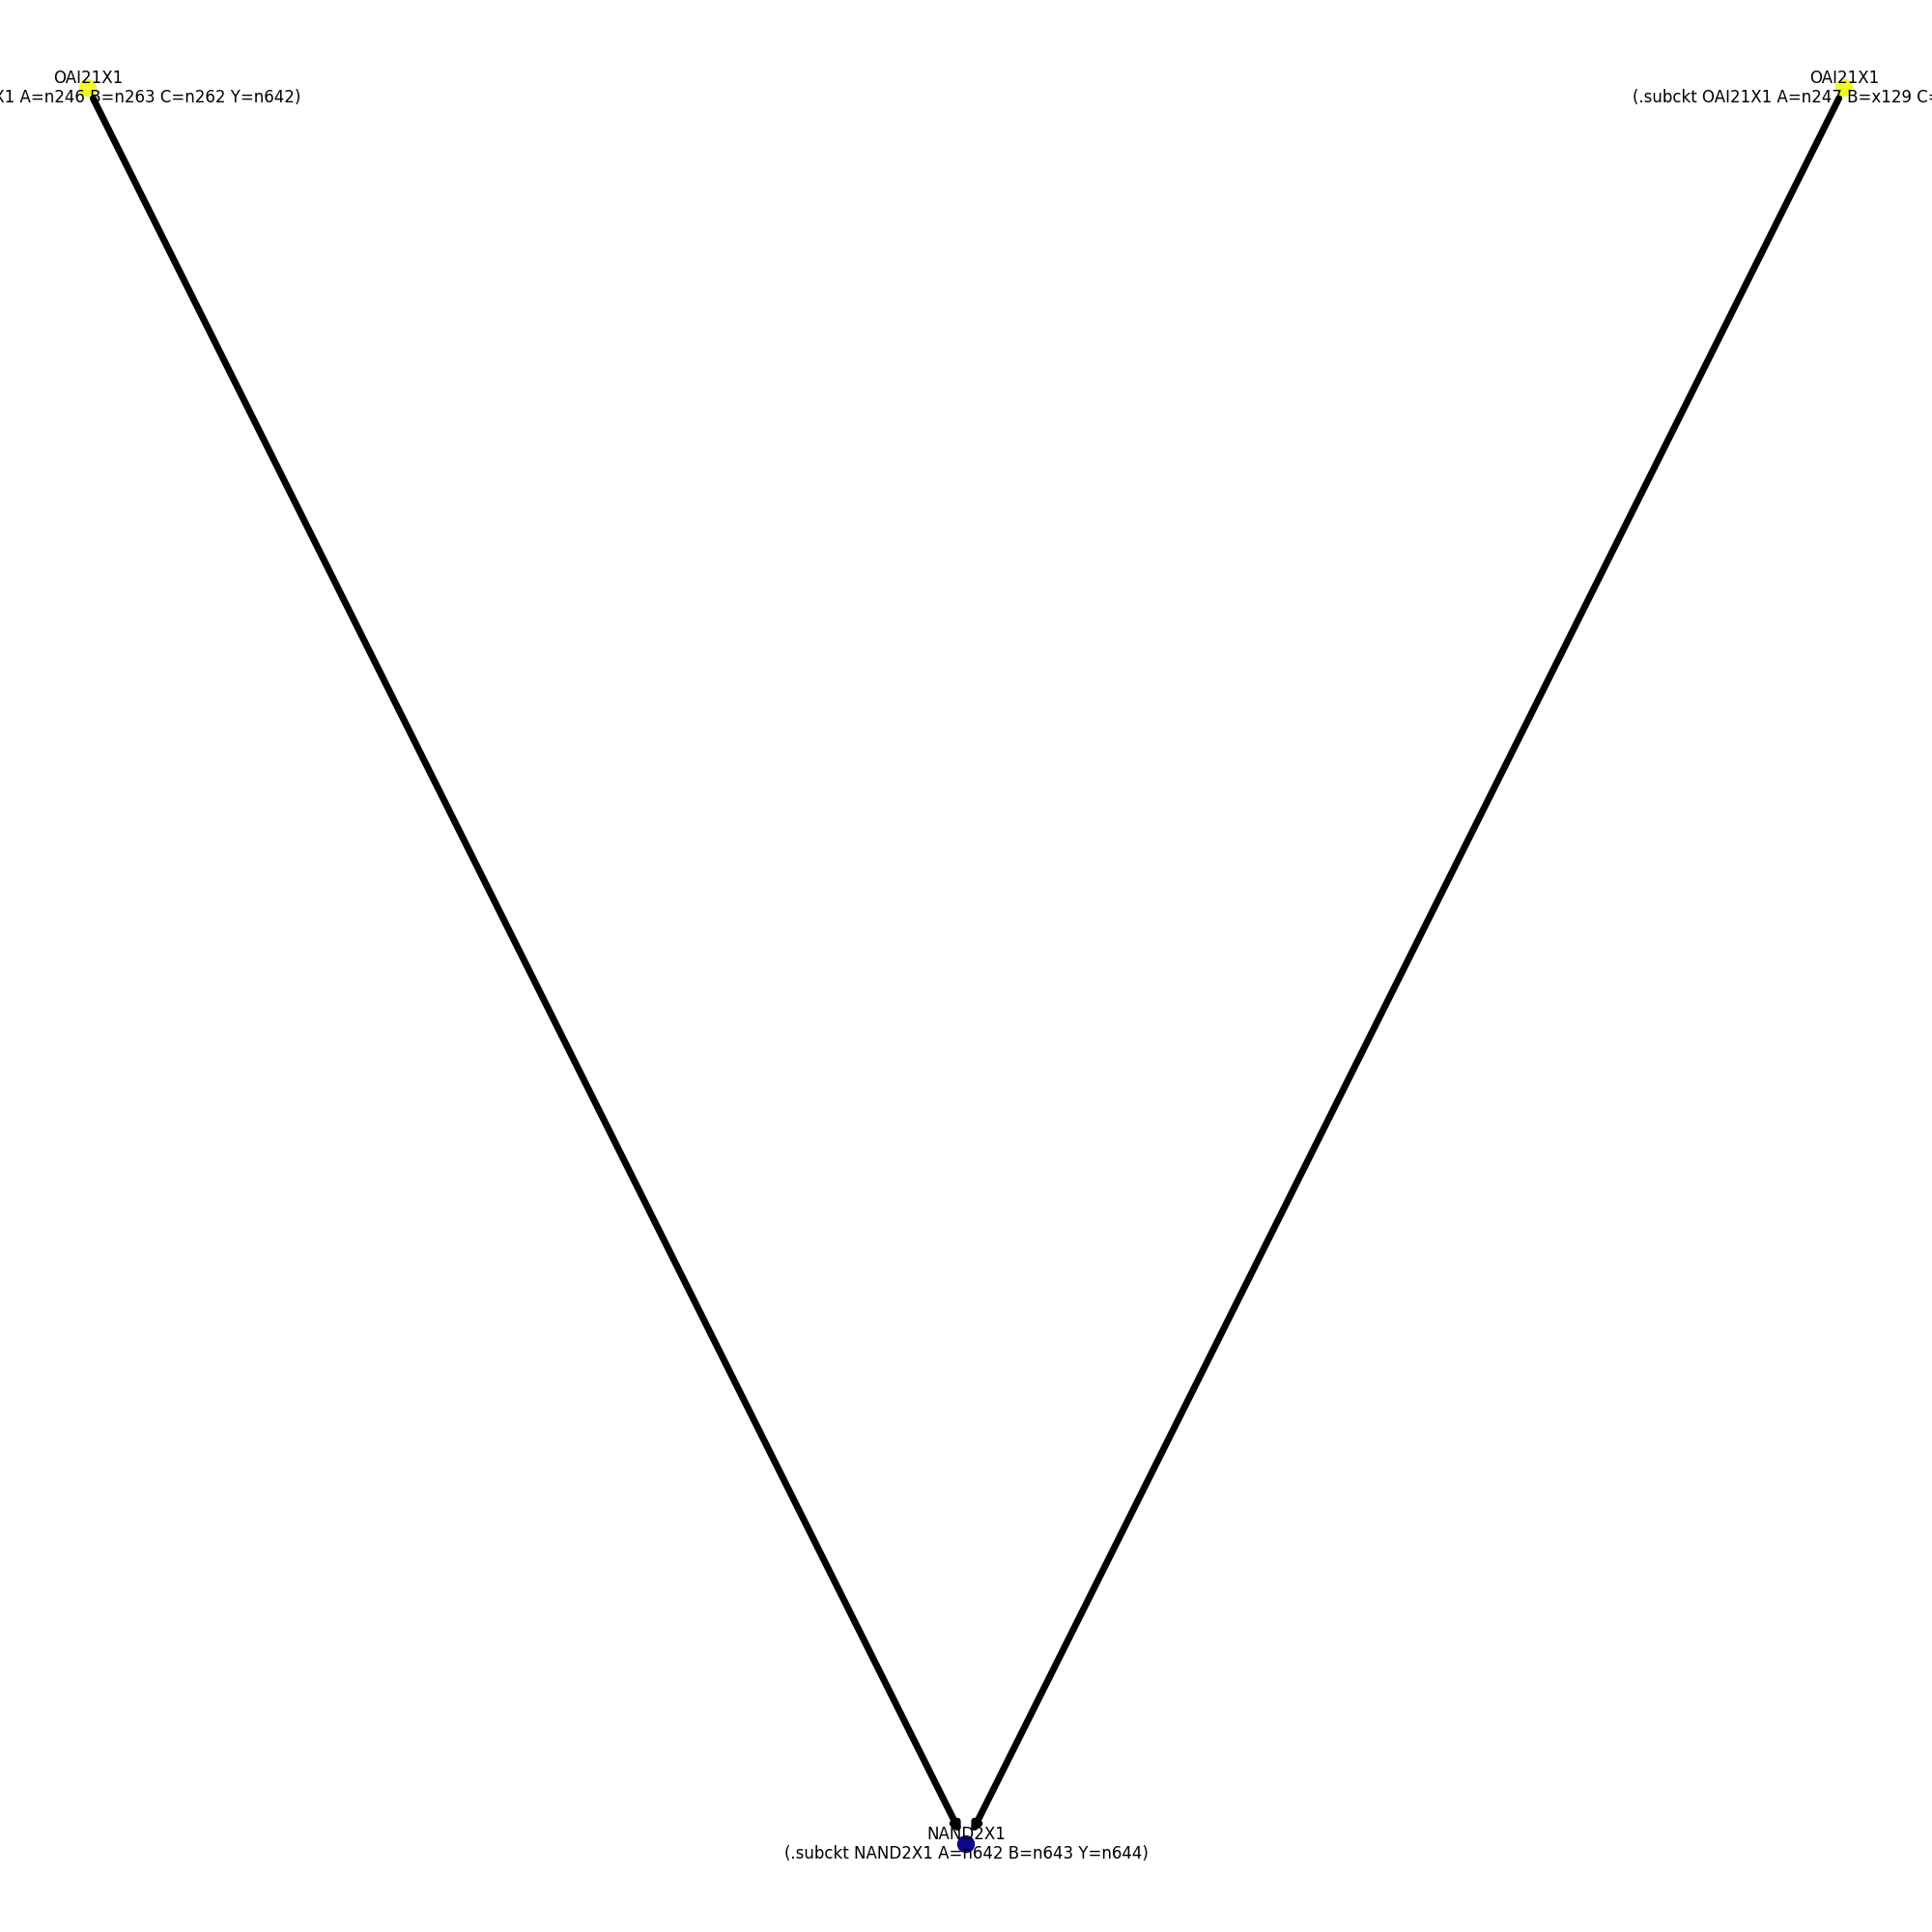 OAI21X1
X1 A=n246 B=n263 C=n262 Y=n642)
OAI21X1
(.subckt OAI21X1 A=n247 B=x129 C=
NAND2X1
(.subckt NAND2X1 A=n642 B=n643 Y=n644)